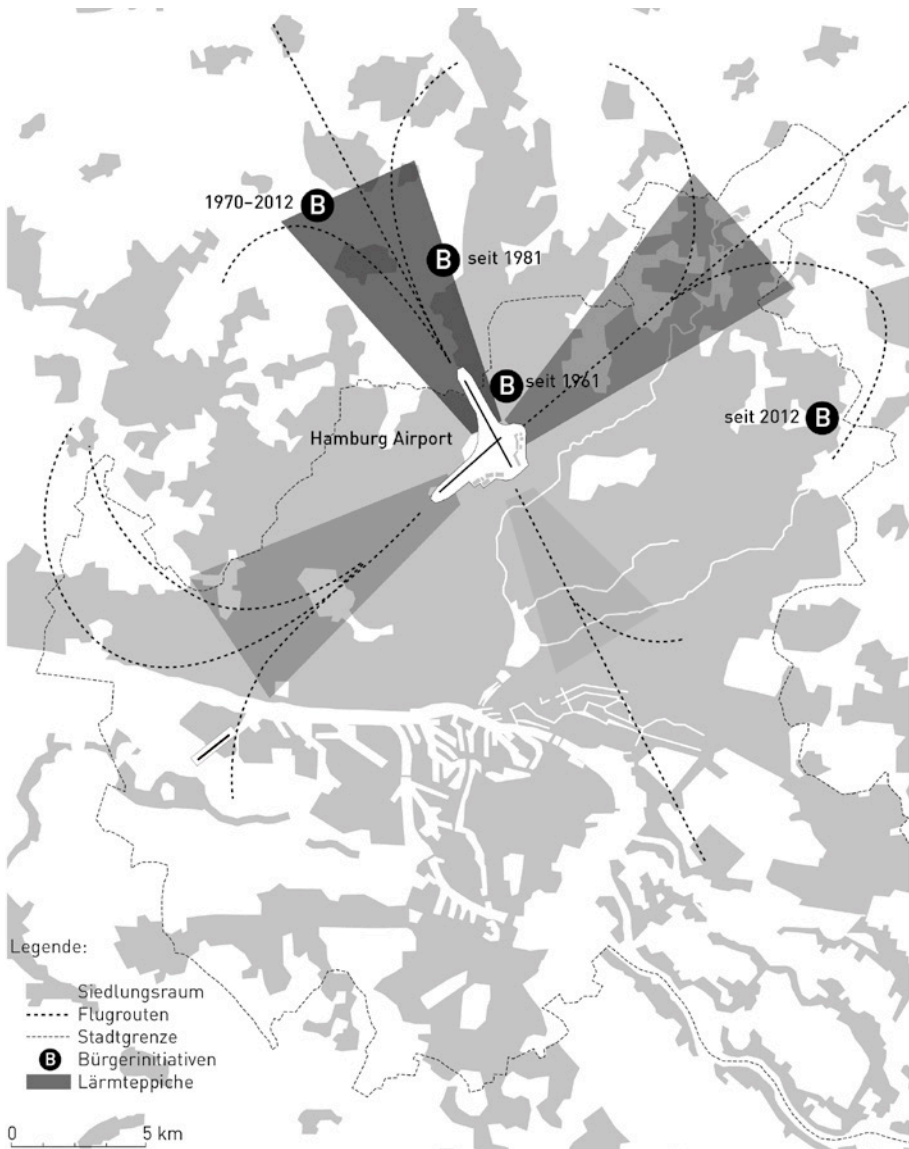 1970–2012 B
B seit 1981
B seit 1961
seit 2012 B
Hamburg Airport
Legende:
Siedlungsraum
Flugrouten
Stadtgrenze
B Bürgerinitiativen
Lärmteppiche
0 5 km